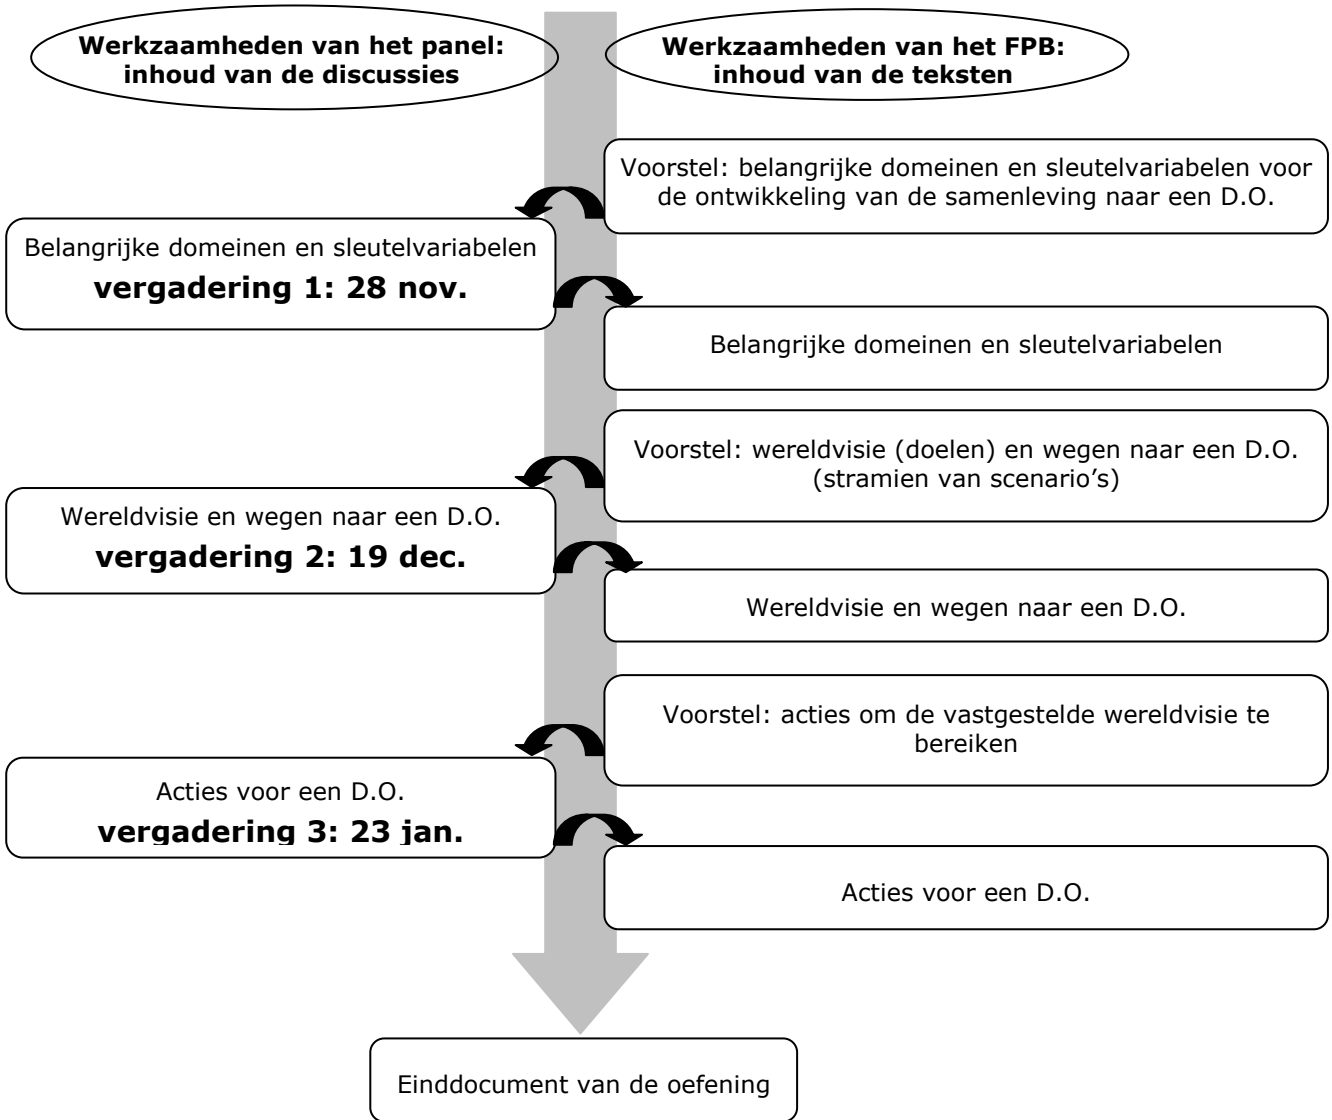 Werkzaamheden van het panel:
inhoud van de discussies
Werkzaamheden van het FPB:
inhoud van de teksten
Voorstel: belangrijke domeinen en sleutelvariabelen voor
de ontwikkeling van de samenleving naar een D.O.
Belangrijke domeinen en sleutelvariabelen
vergadering 1: 28 nov.
Belangrijke domeinen en sleutelvariabelen
Voorstel: wereldvisie (doelen) en wegen naar een D.O.
(stramien van scenario’s)
Wereldvisie en wegen naar een D.O.
vergadering 2: 19 dec.
Wereldvisie en wegen naar een D.O.
Voorstel: acties om de vastgestelde wereldvisie te
bereiken
Acties voor een D.O.
vergadering 3: 23 jan.
Acties voor een D.O.
Einddocument van de oefening